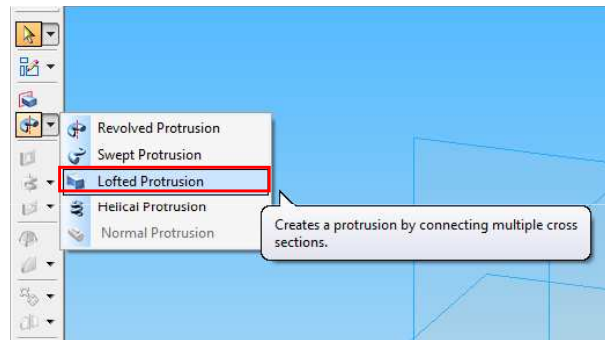 Revolved Protrusion
Swept Protrusion
Lofted Protrusion
Helical Protrusion
Normal Protrusion
Creates a protrusion by connecting multiple cross
sections.